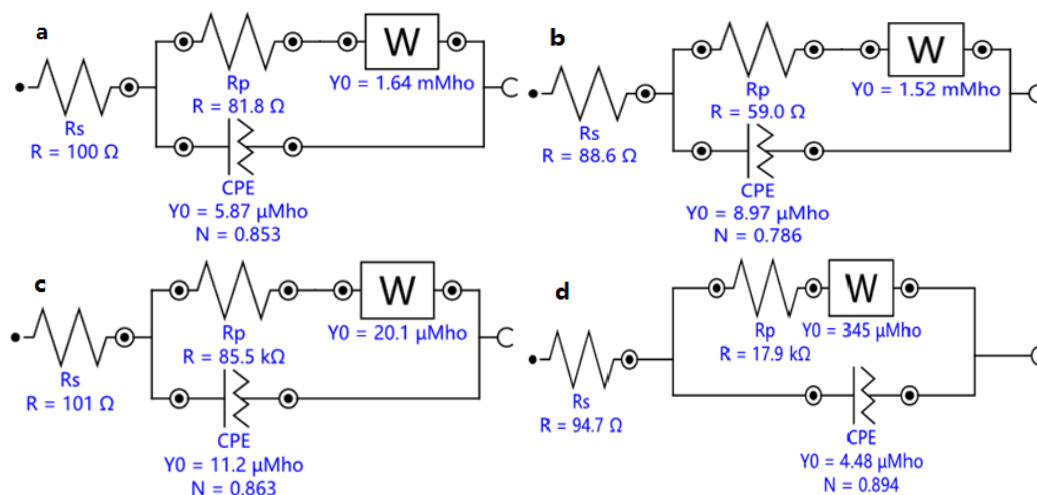 a
W
Rp
R = 81.8 Ω
Y0 = 1.64 mMho
Rs
R = 100 Ω
CPE
Y0 = 5.87 µMho
N = 0.853
b
W
Rp
R = 59.0 Ω
Y0 = 1.52 mMho
Rs
R = 88.6 Ω
CPE
Y0 = 8.97 µMho
N = 0.786
c
W
Rp
R = 85.5 kΩ
Y0 = 20.1 µMho
Rs
R = 101 Ω
CPE
Y0 = 11.2 µMho
N = 0.863
d
W
Rp
R = 17.9 kΩ
Y0 = 345 µMho
Rs
R = 94.7 Ω
CPE
Y0 = 4.48 µMho
N = 0.894